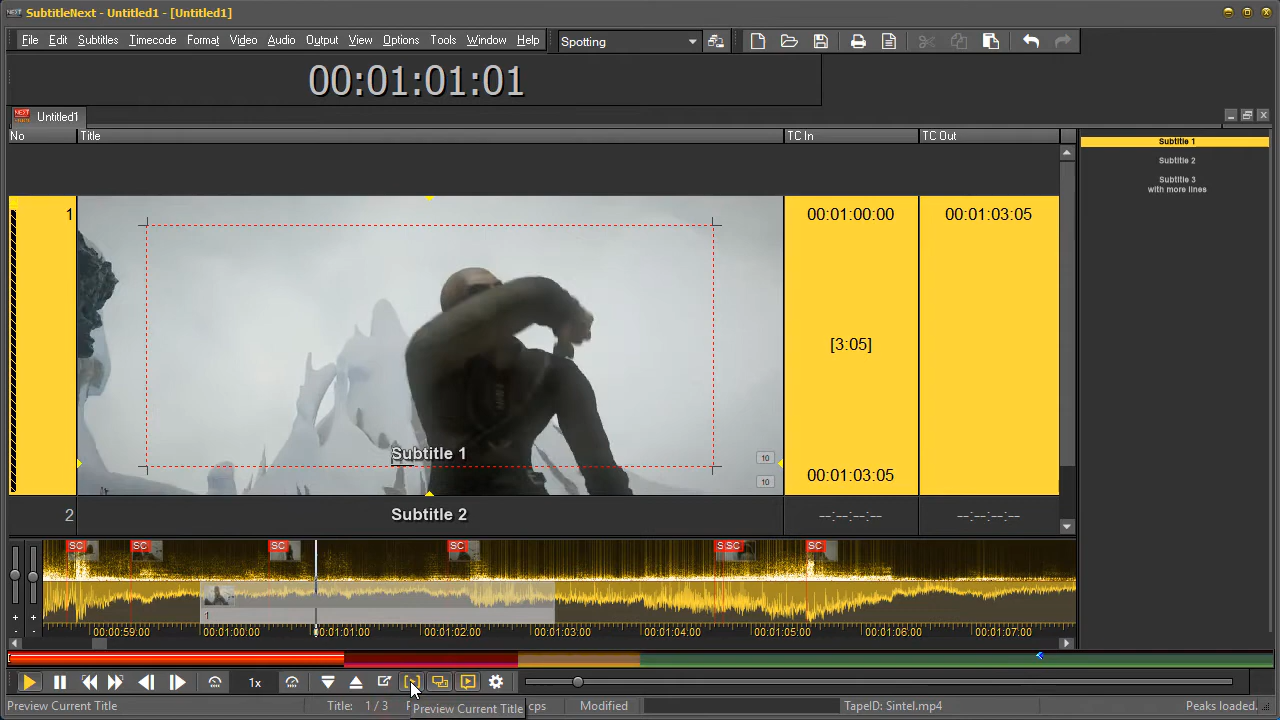 SubtitleNext - Untitled1 - [Untitled1]
File Edit Subtitles Timecode Format Video Audio Output View Options Tools Window Help
Spotting
00:01:01:01
Untitled1
No Title TC In TC Out
1 00:01:00:00 00:01:03:05
[3:05]
Subtitle 1
10
10
00:01:03:05
2 Subtitle 2 --:--:--:-- --:--:--:--
Subtitle 1
Subtitle 2
Subtitle 3
with more lines
SC SC SC SC SC SC
1
00:00:59:00 00:01:00:00 00:01:01:00 00:01:02:00 00:01:03:00 00:01:04:00 00:01:05:00 00:01:06:00 00:01:07:00
1x
Preview Current Title Title: 1 / 3 cps Modified TapeID: Sintel.mp4 Peaks loaded.
Preview Current Title